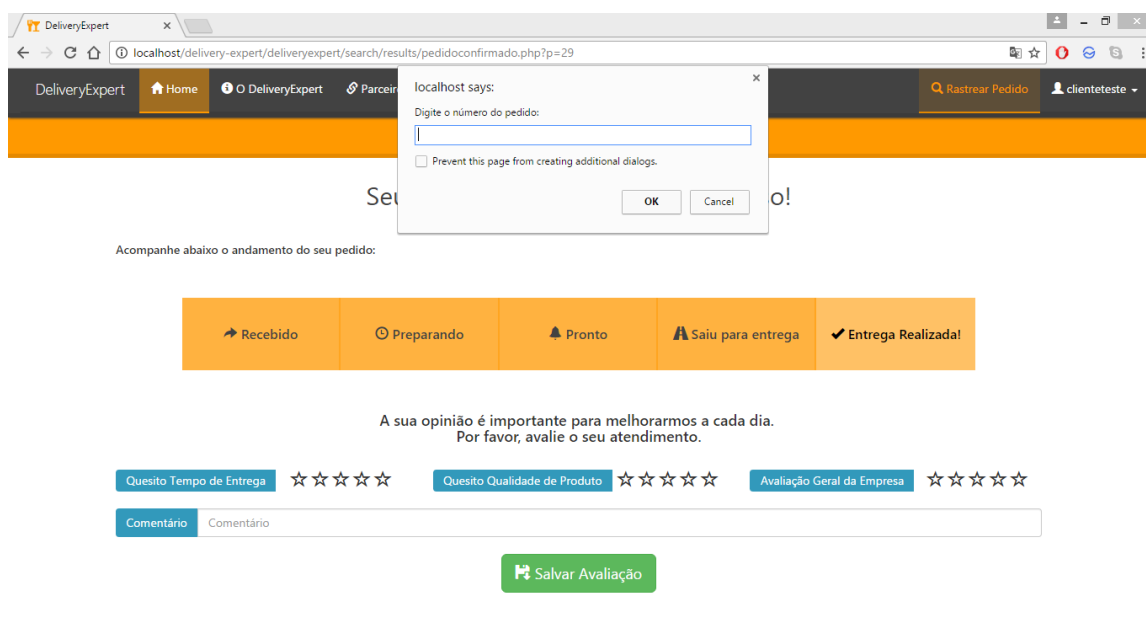 DeliveryExpert
localhost/delivery-expert/deliveryexpert/search/results/pedidoconfirmado.php?p=29
DeliveryExpert Home O DeliveryExpert Rastrear Pedido clienteteste
localhost says:
Digite o número do pedido:
Prevent this page from creating additional dialogs.
OK Cancel
Acompanhe abaixo o andamento do seu pedido:
Recebido Preparando Pronto Saiu para entrega Entrega Realizada!
A sua opinião é importante para melhorarmos a cada dia.
Por favor, avalie o seu atendimento.
Quesito Tempo de Entrega Quesito Qualidade de Produto Avaliação Geral da Empresa
Comentário Comentário
Salvar Avaliação